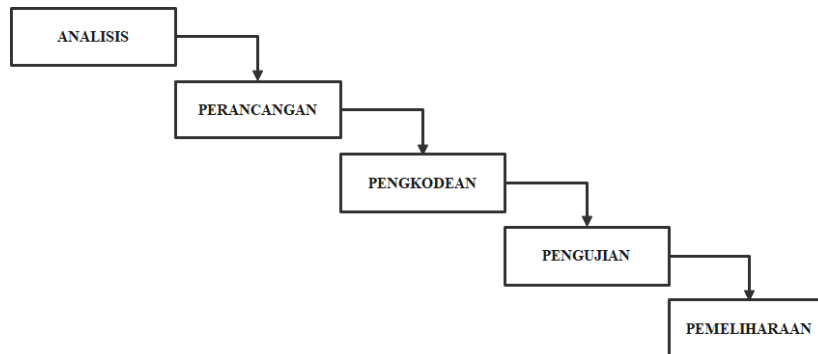 ANALISIS
PERANCANGAN
PENGKODEAN
PENGUJIAN
PEMELIHARAAN